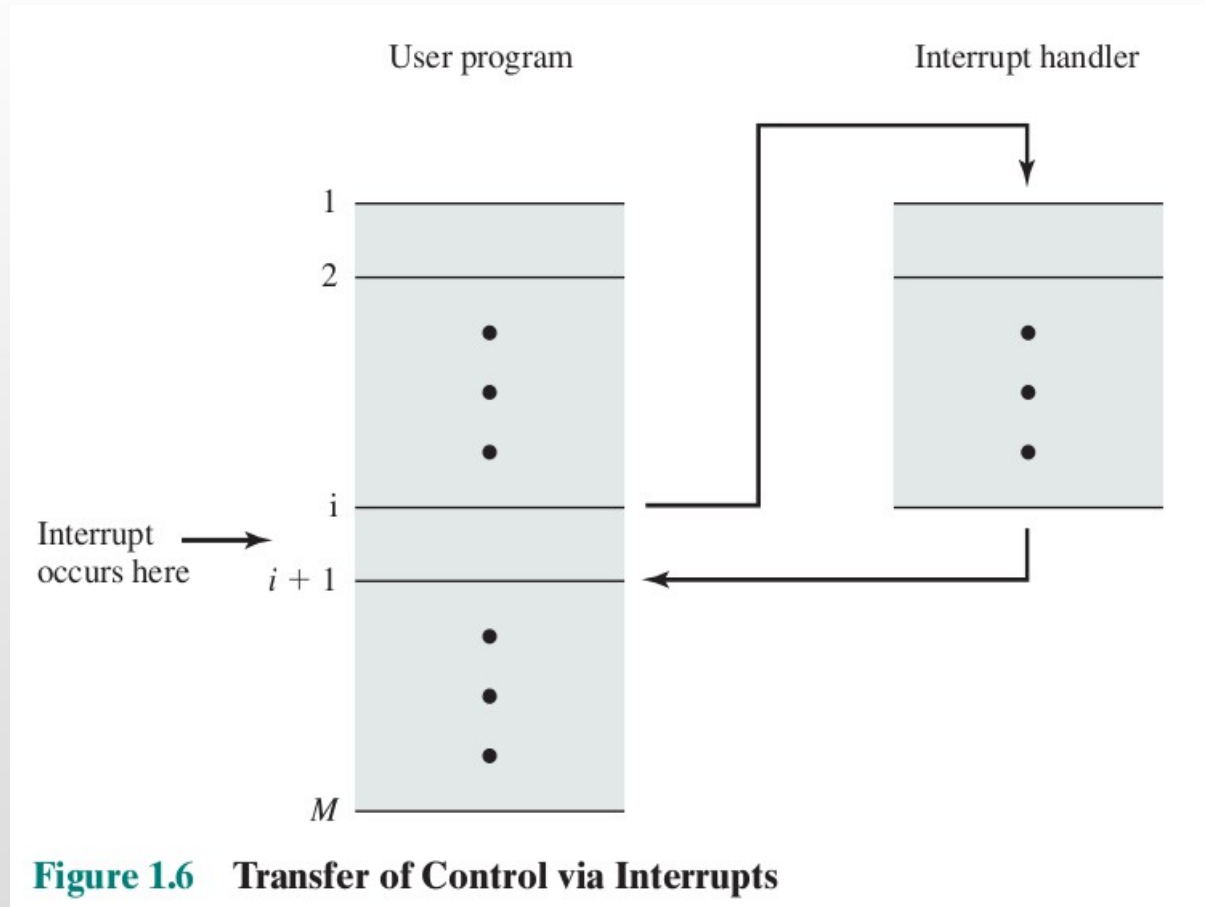 User program
Interrupt handler
1
2
i
Interrupt
occurs here
i + 1
M
Figure 1.6 Transfer of Control via Interrupts